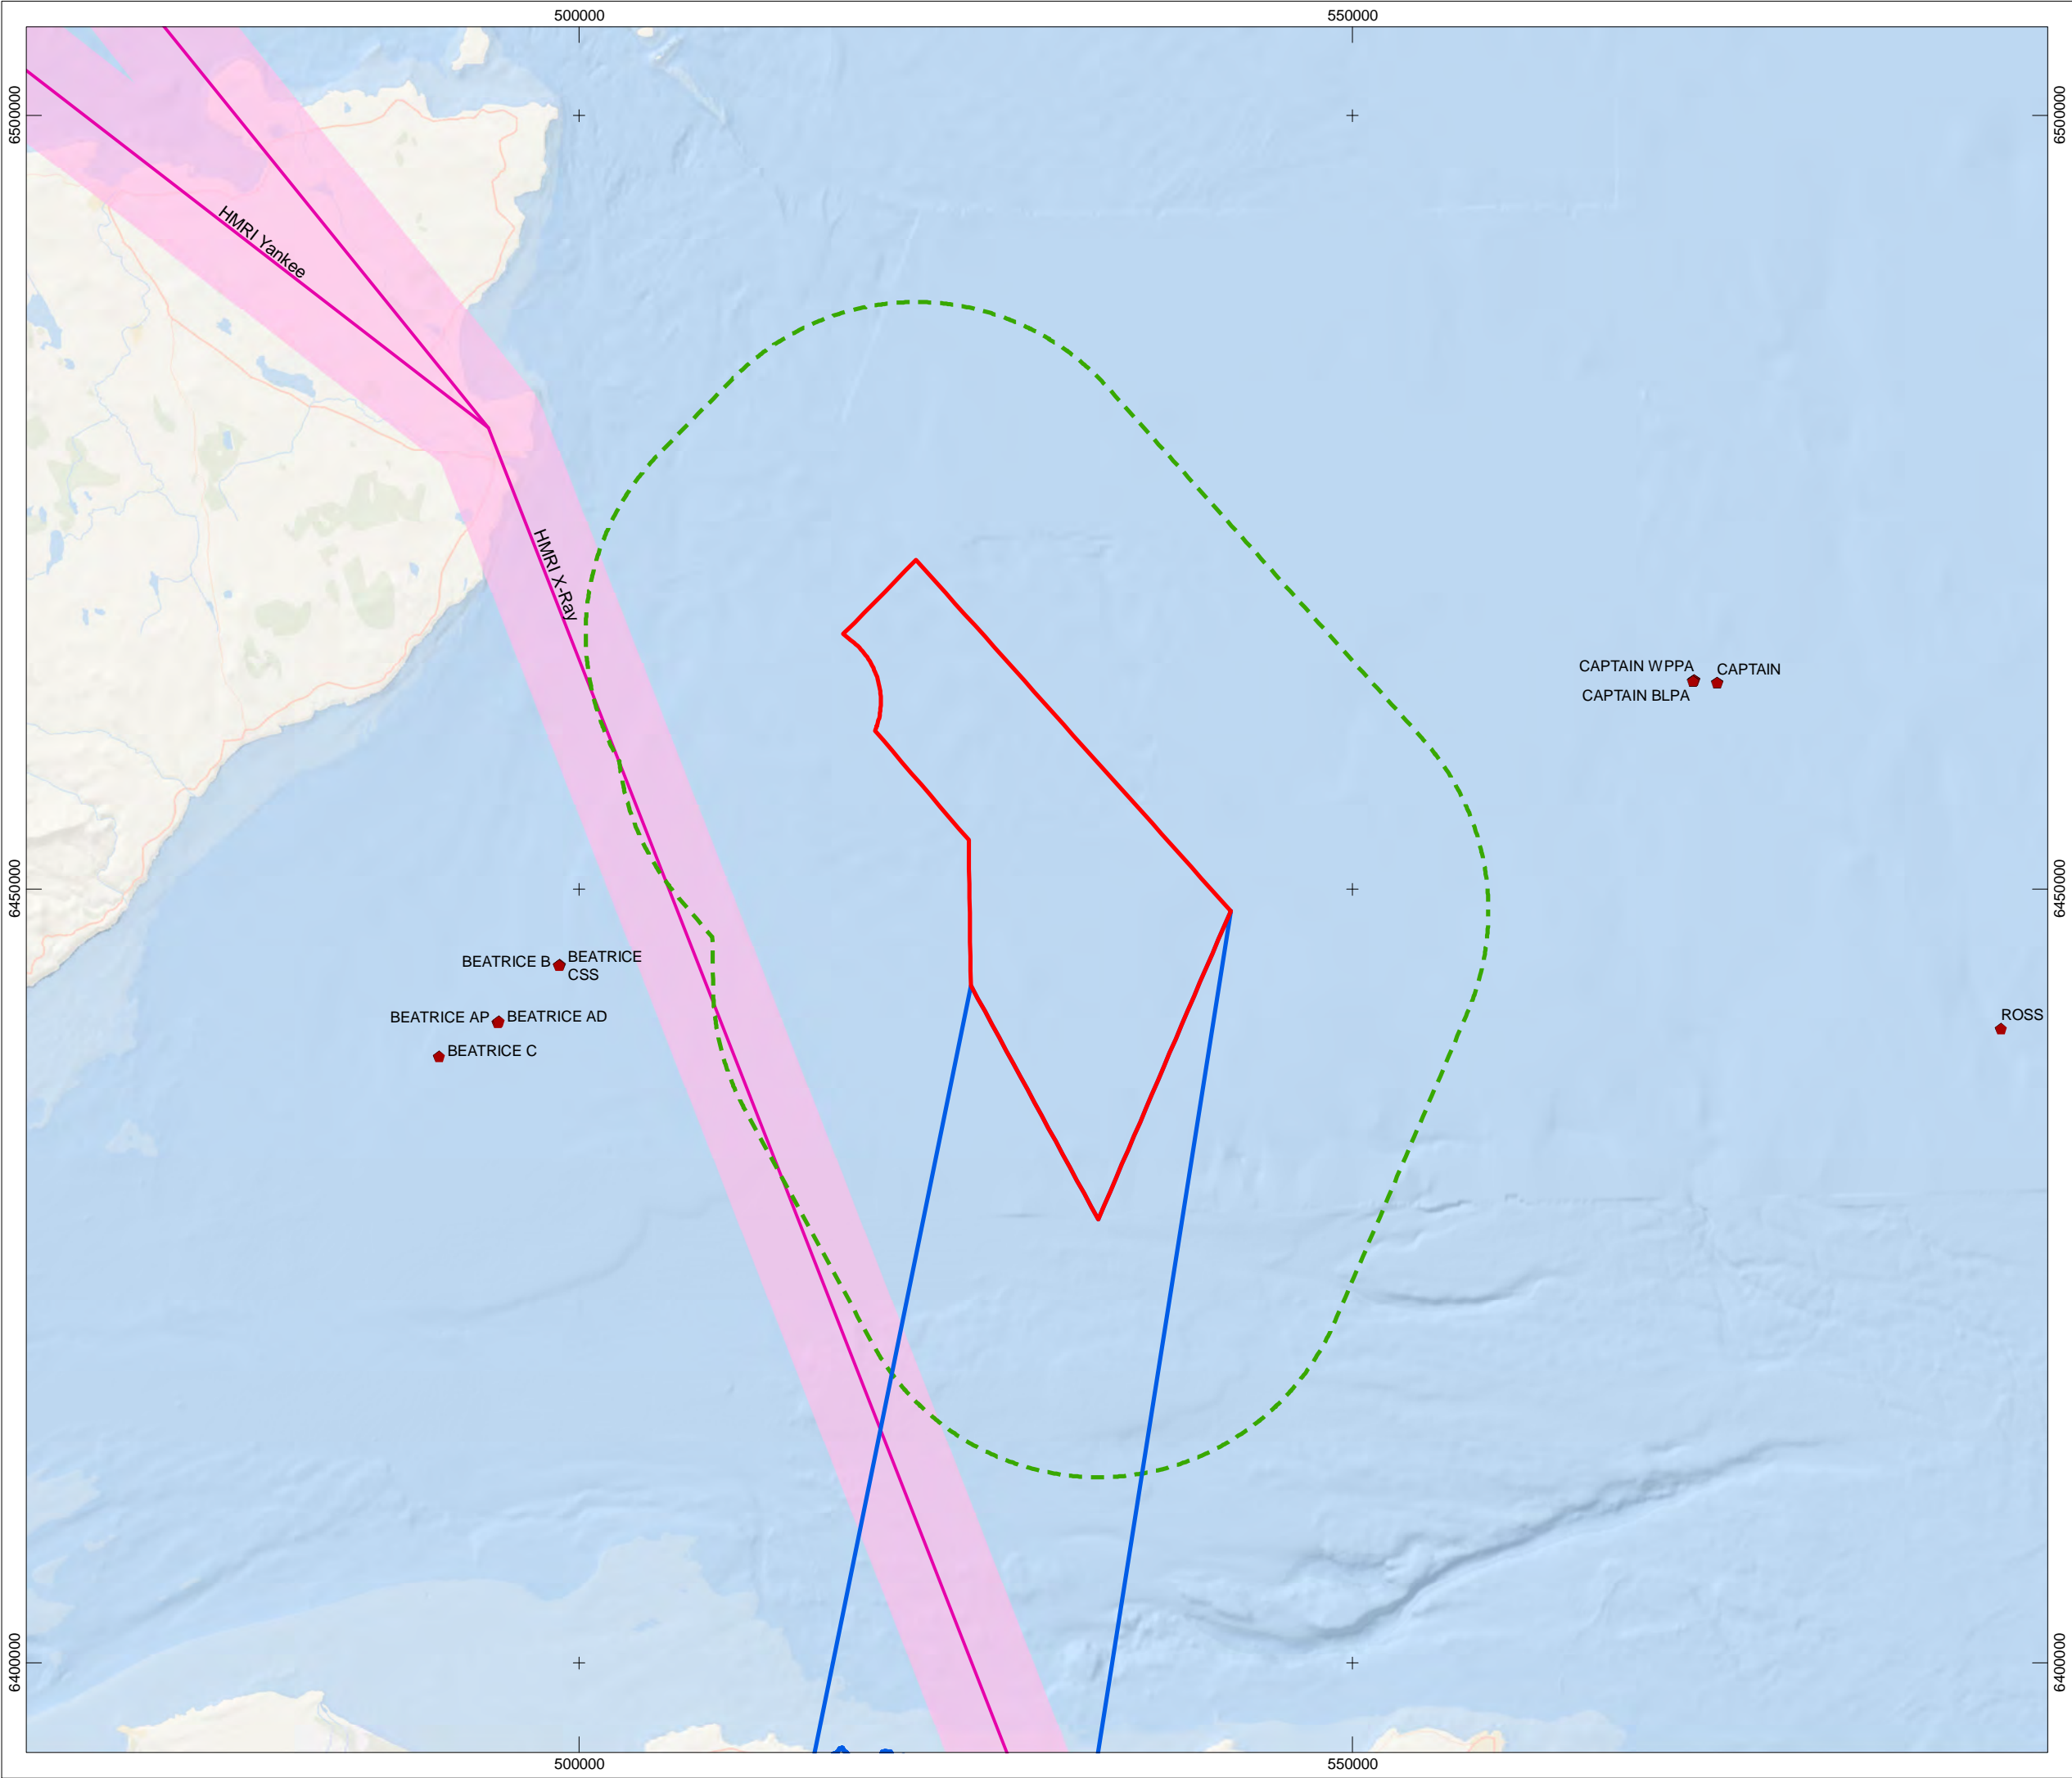 500000
550000
6500000
6500000
HMRI Yankee
HMRI X-Ray
CAPTAIN WPPA
CAPTAIN
CAPTAIN BLPA
6450000
6450000
BEATRICE B
BEATRICE
CSS
BEATRICE AP
BEATRICE AD
BEATRICE C
ROSS
6400000
6400000
500000
550000